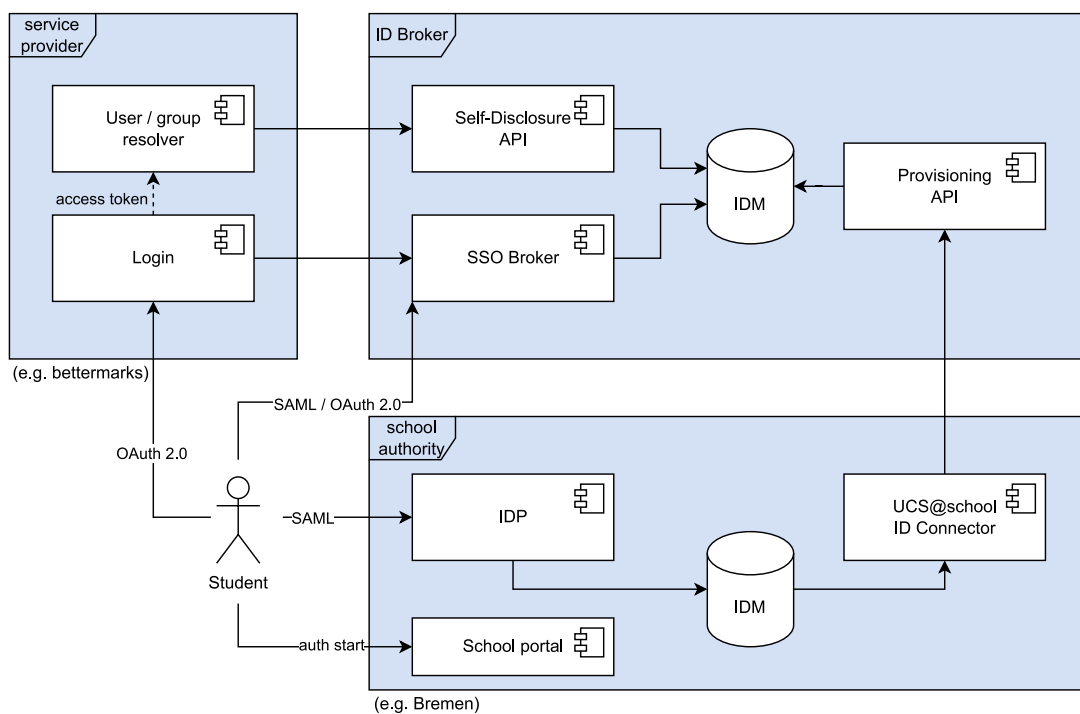 service
provider
User / group
resolver
access token
Login
(e.g. bettermarks)
ID Broker
Self-Disclosure
API
SSO Broker
IDM
Provisioning
API
SAML / OAuth 2.0
OAuth 2.0
SAML
Student
auth start
school
authority
IDP
IDM
UCS@school
ID Connector
School portal
(e.g. Bremen)